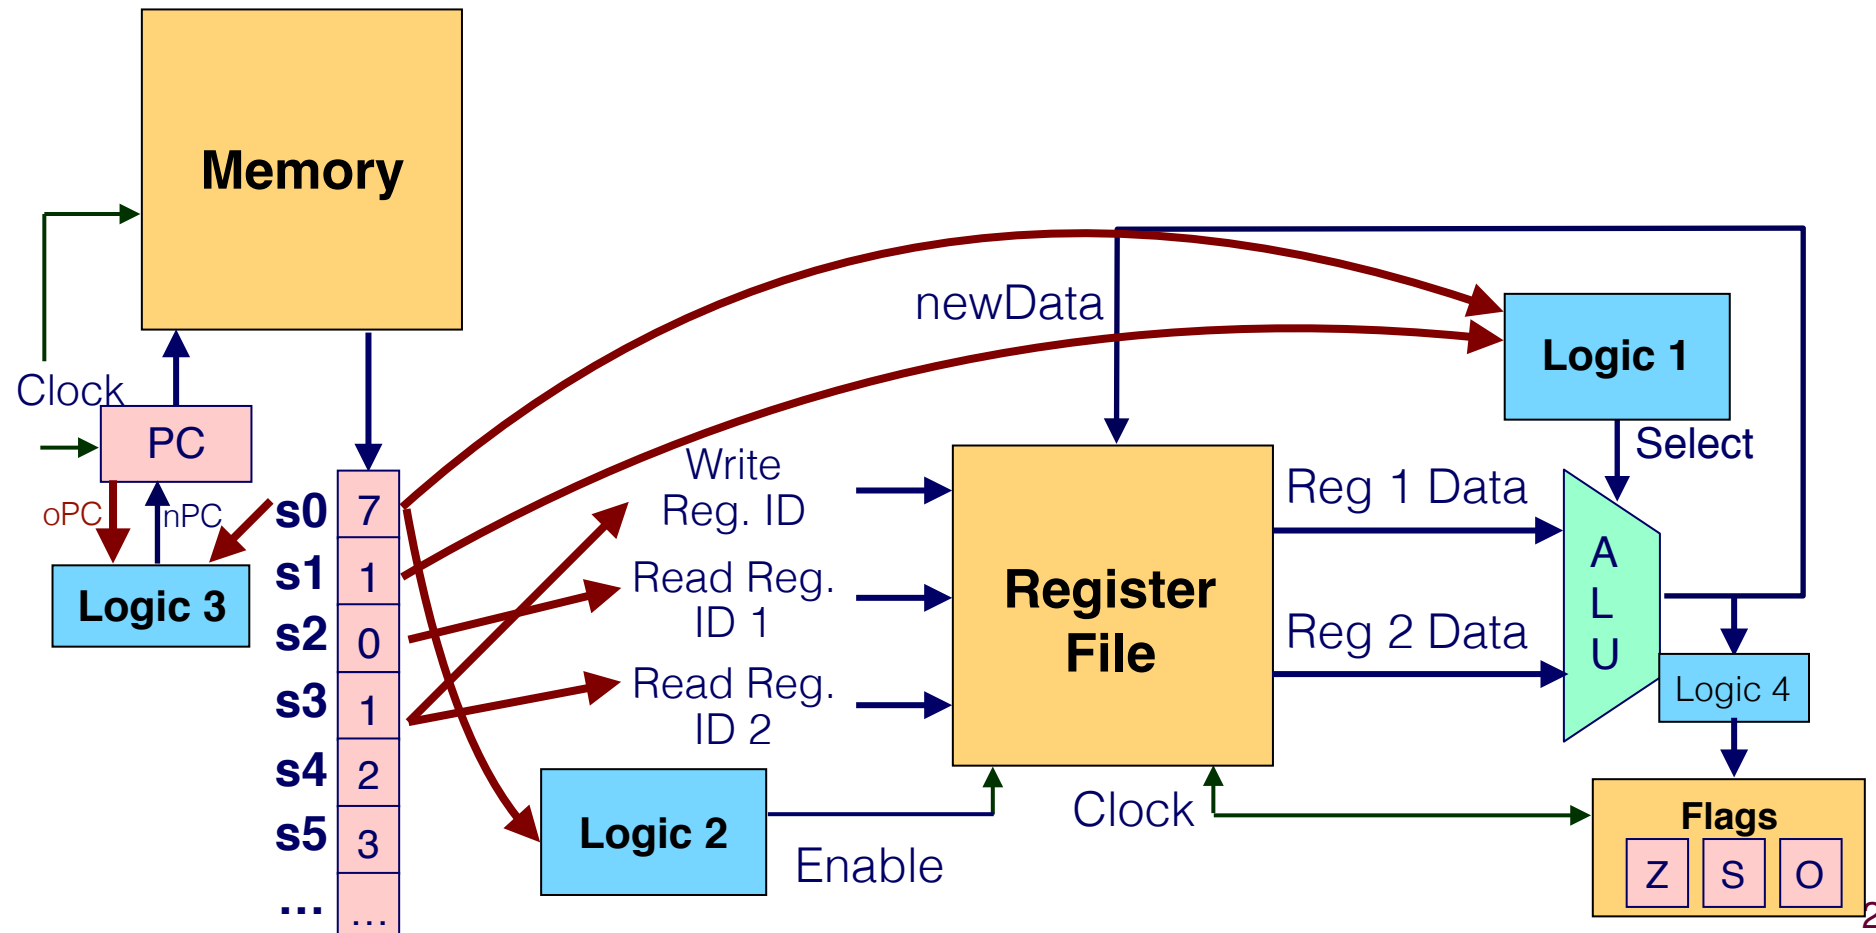 Memory
Clock
PC
oPC
nPC
Logic 3
s0 7
s1 1
s2 0
s3 1
s4 2
s5 3
... ...
Write
Reg. ID
Read Reg.
ID 1
Read Reg.
ID 2
Logic 2
Enable
newData
Register
File
Clock
Reg 1 Data
Reg 2 Data
Logic 1
Select
A
L
U
Logic 4
Flags
Z S O
2